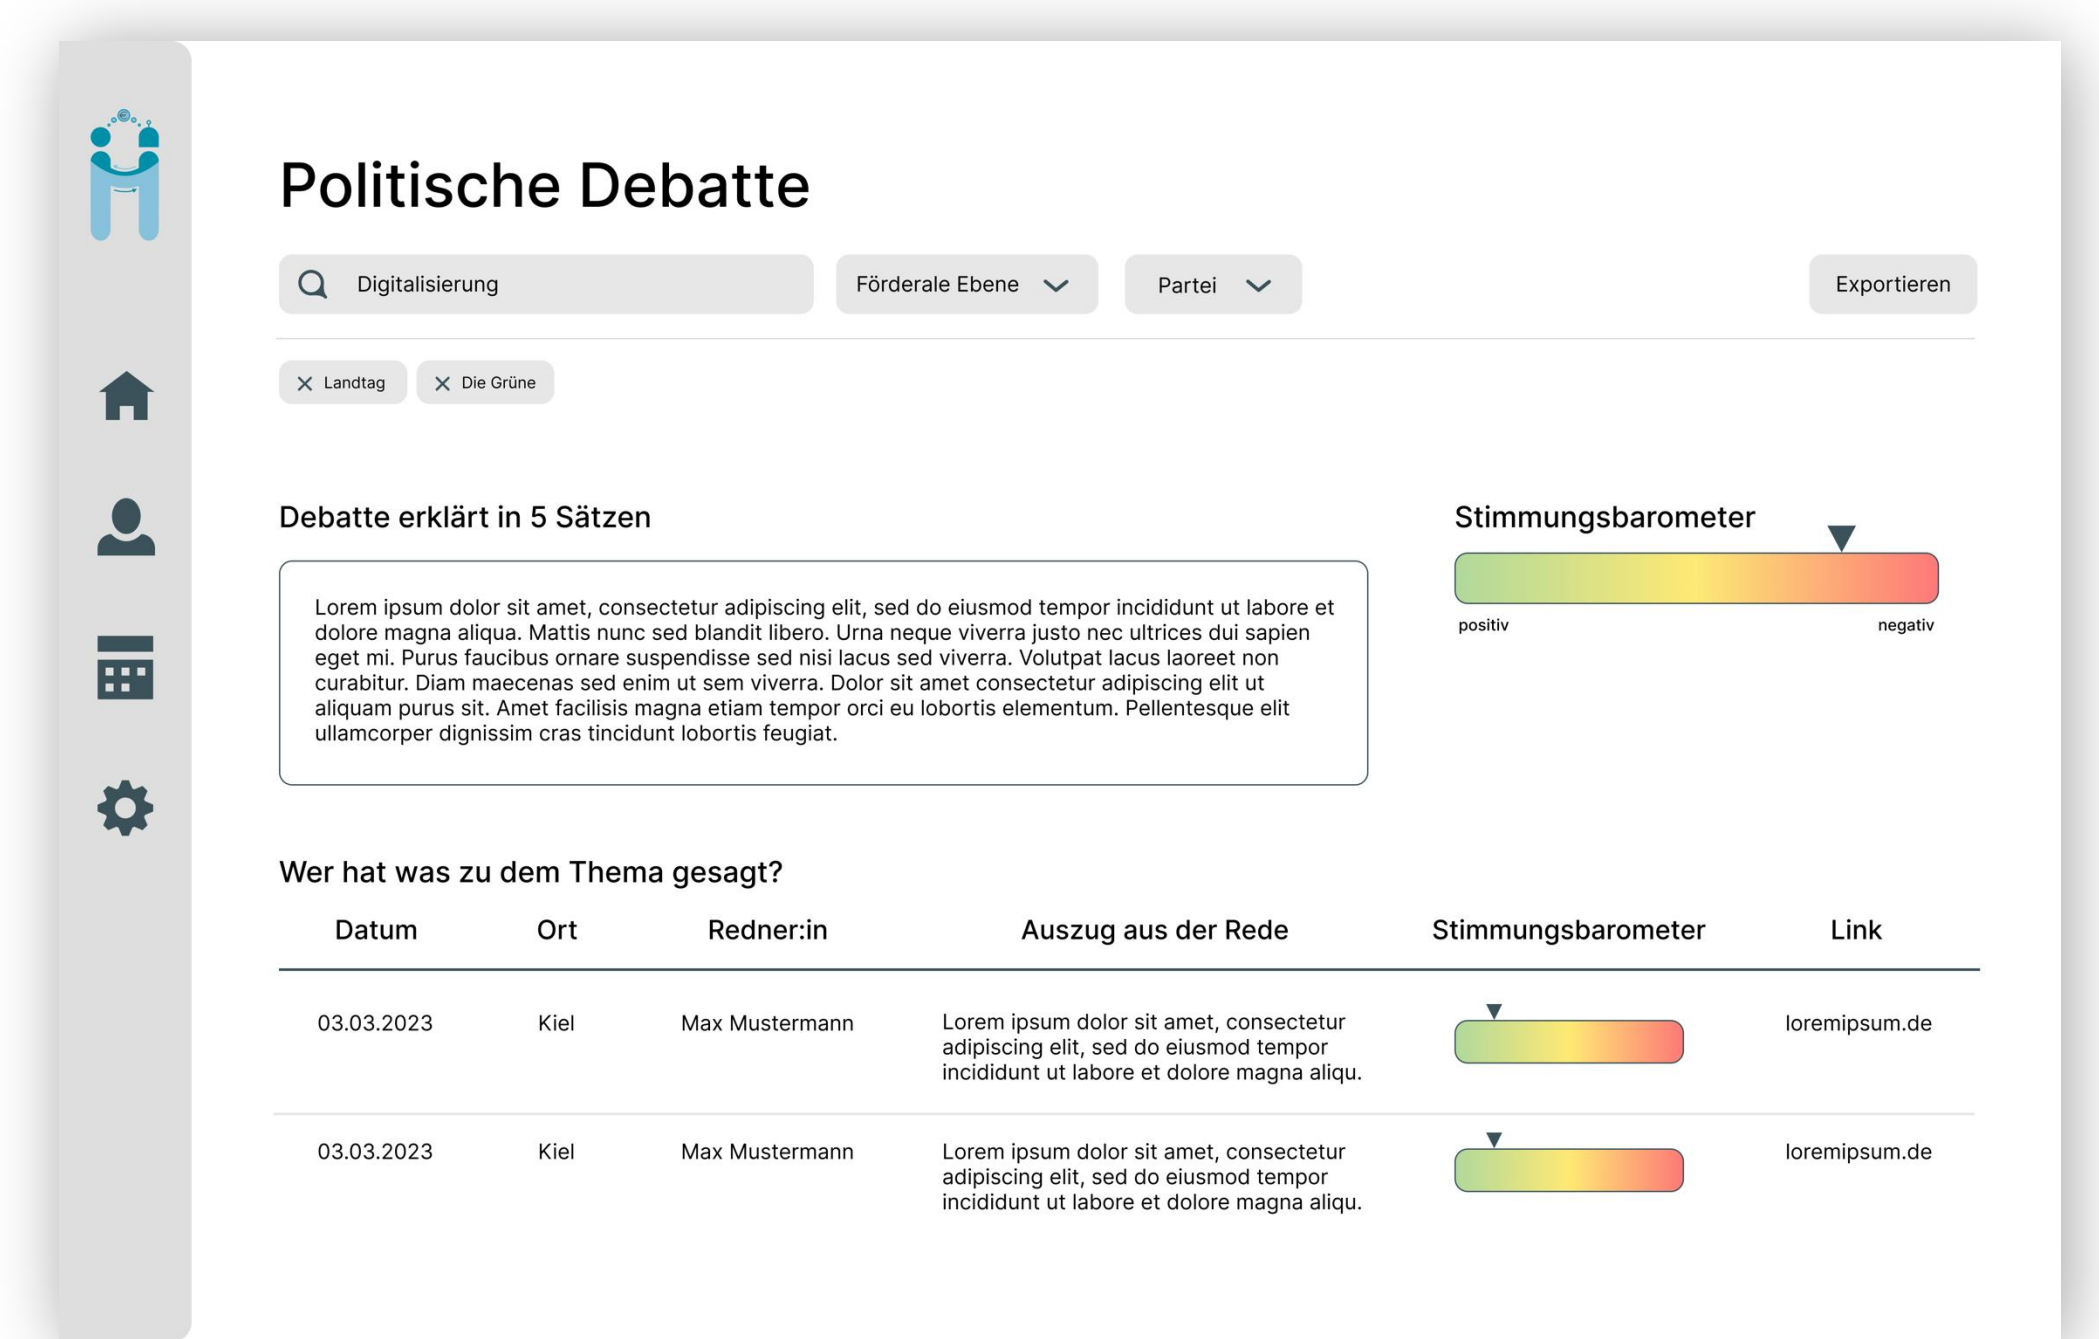 Politische Debatte
Digitalisierung
Förderale Ebene
Partei
Exportieren
Landtag
Die Grüne
Debatte erklärt in 5 Sätzen
Lorem ipsum dolor sit amet, consectetur adipiscing elit, sed do eiusmod tempor incididunt ut labore et
dolore magna aliqua. Mattis nunc sed blandit libero. Urna neque viverra justo nec ultrices dui sapien
eget mi. Purus faucibus ornare suspendisse sed nisi lacus sed viverra. Volutpat lacus laoreet non
curabitur. Diam maecenas sed enim ut sem viverra. Dolor sit amet consectetur adipiscing elit ut
aliquam purus sit. Amet facilisis magna etiam tempor orci eu lobortis elementum. Pellentesque elit
ullamcorper dignissim cras tincidunt lobortis feugiat.
Stimmungsbarometer
positiv
negativ
Wer hat was zu dem Thema gesagt?
Datum
Ort
Redner:in
Auszug aus der Rede
Stimmungsbarometer
Link
03.03.2023
Kiel
Max Mustermann
Lorem ipsum dolor sit amet, consectetur
adipiscing elit, sed do eiusmod tempor
incididunt ut labore et dolore magna aliqu.
loremipsum.de
03.03.2023
Kiel
Max Mustermann
Lorem ipsum dolor sit amet, consectetur
adipiscing elit, sed do eiusmod tempor
incididunt ut labore et dolore magna aliqu.
loremipsum.de